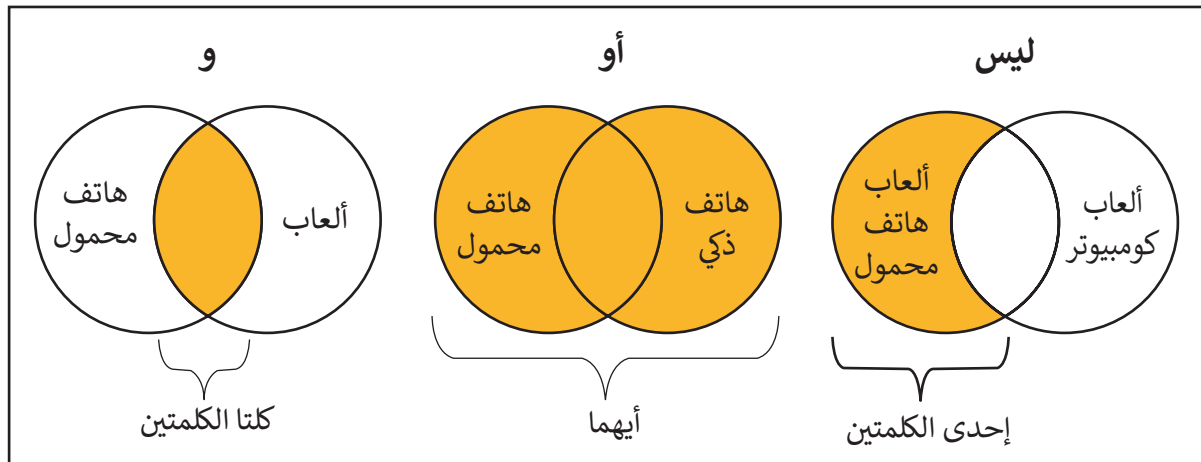 ليس
أو
و
ألعاب
كومبيوتر
ألعاب
هاتف
محمول
هاتف
ذكي
هاتف
محمول
ألعاب
هاتف
محمول
إحدى الكلمتين
أيهما
كلتا الكلمتين